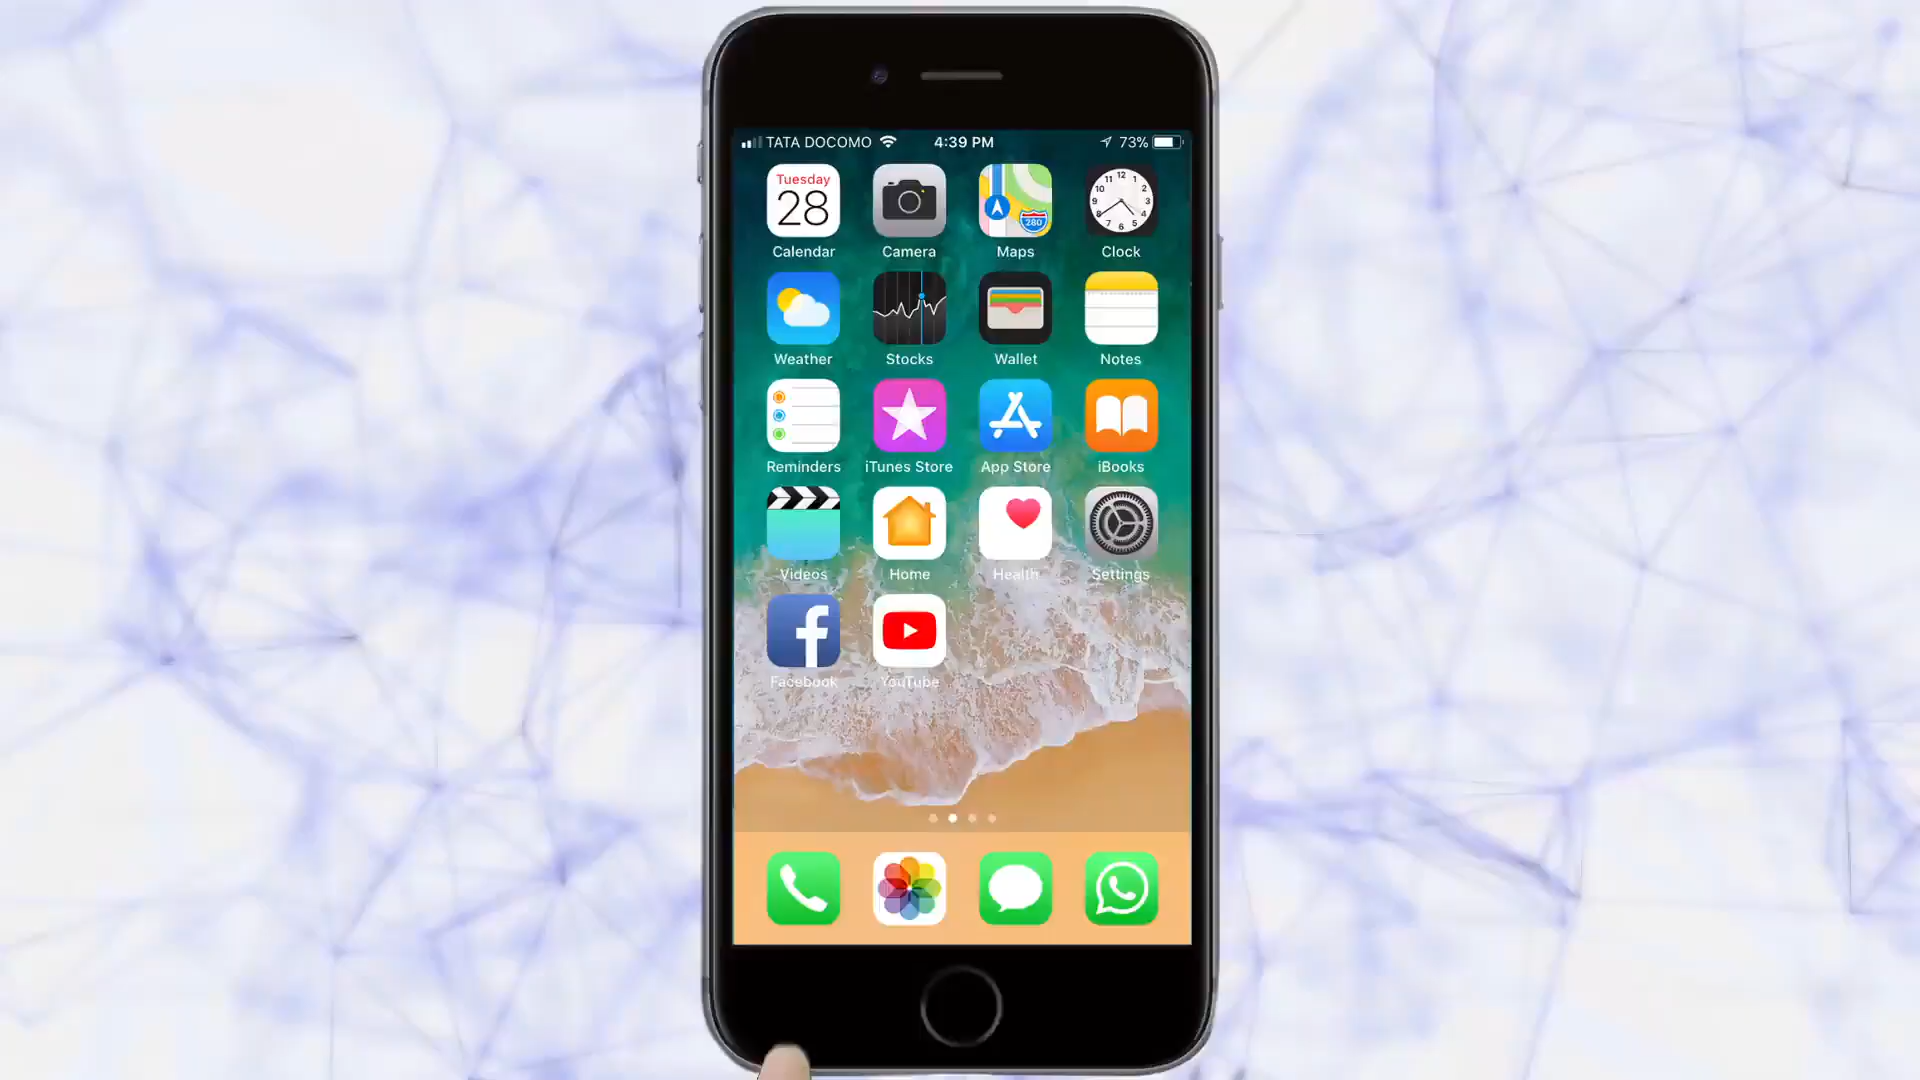 TATA DOCOMO 4:39 PM 73%
Tuesday
28
280
Calendar Camera Maps Clock
Weather Stocks Wallet Notes
Reminders iTunes Store App Store iBooks
Videos Home Health Settings
Facebook YouTube